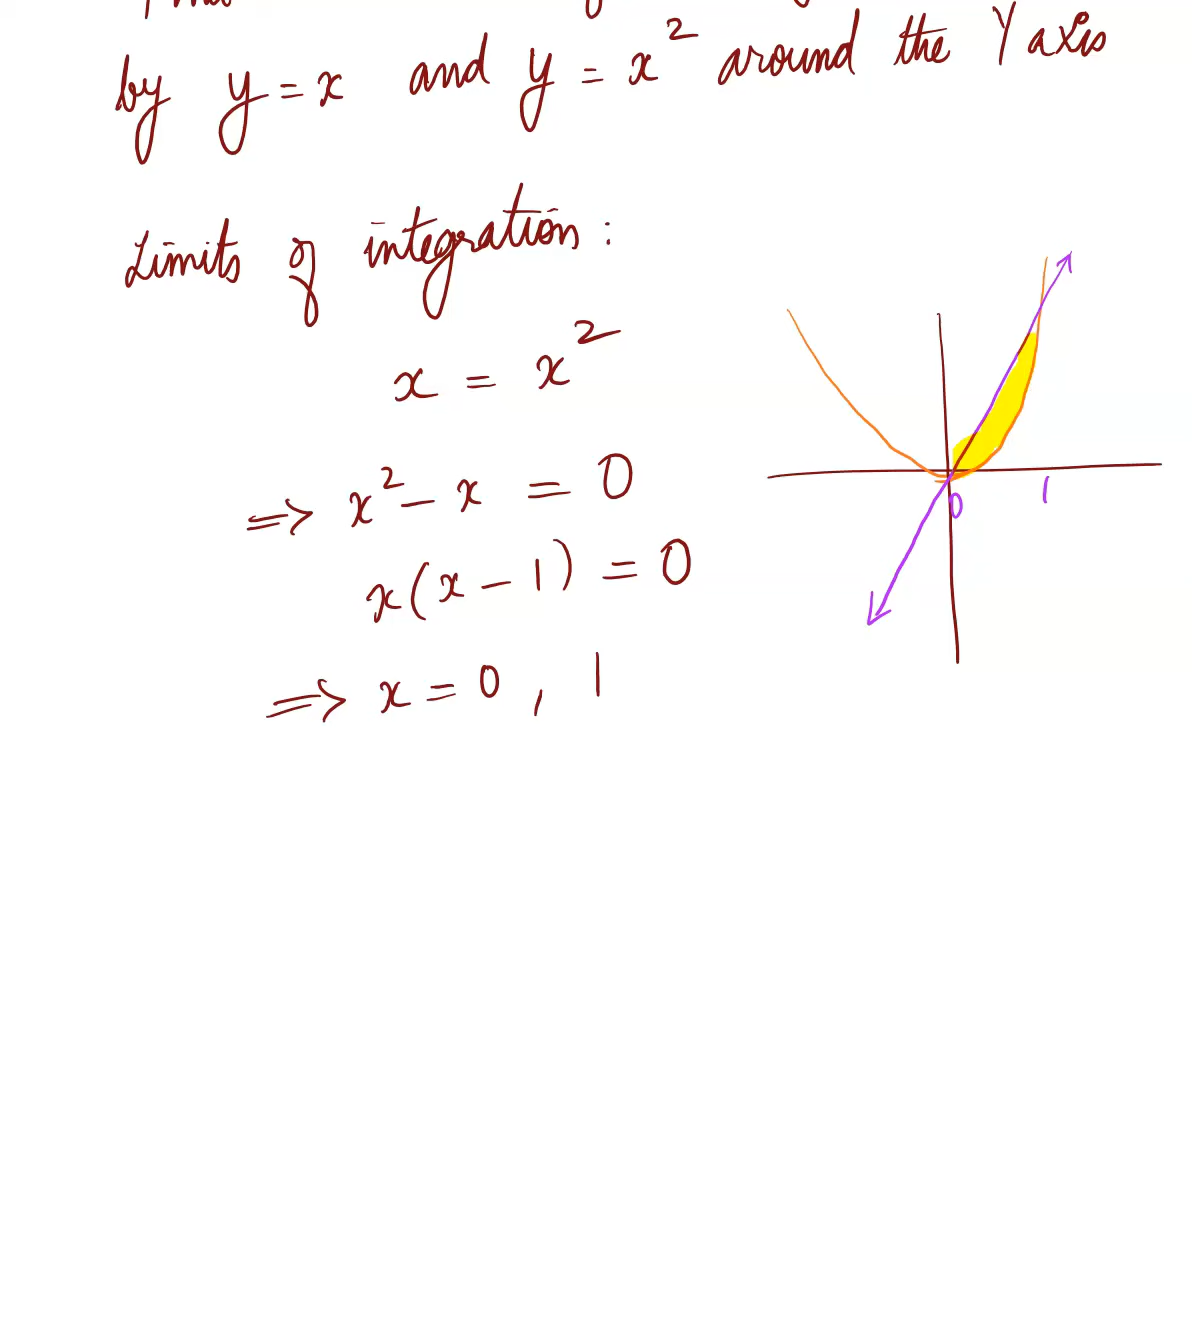 by y = x and y = x² around the Y axis
Limits of integration :
x = x²
⇒ x² − x = 0
x(x − 1) = 0
⇒ x = 0 , 1
0 1